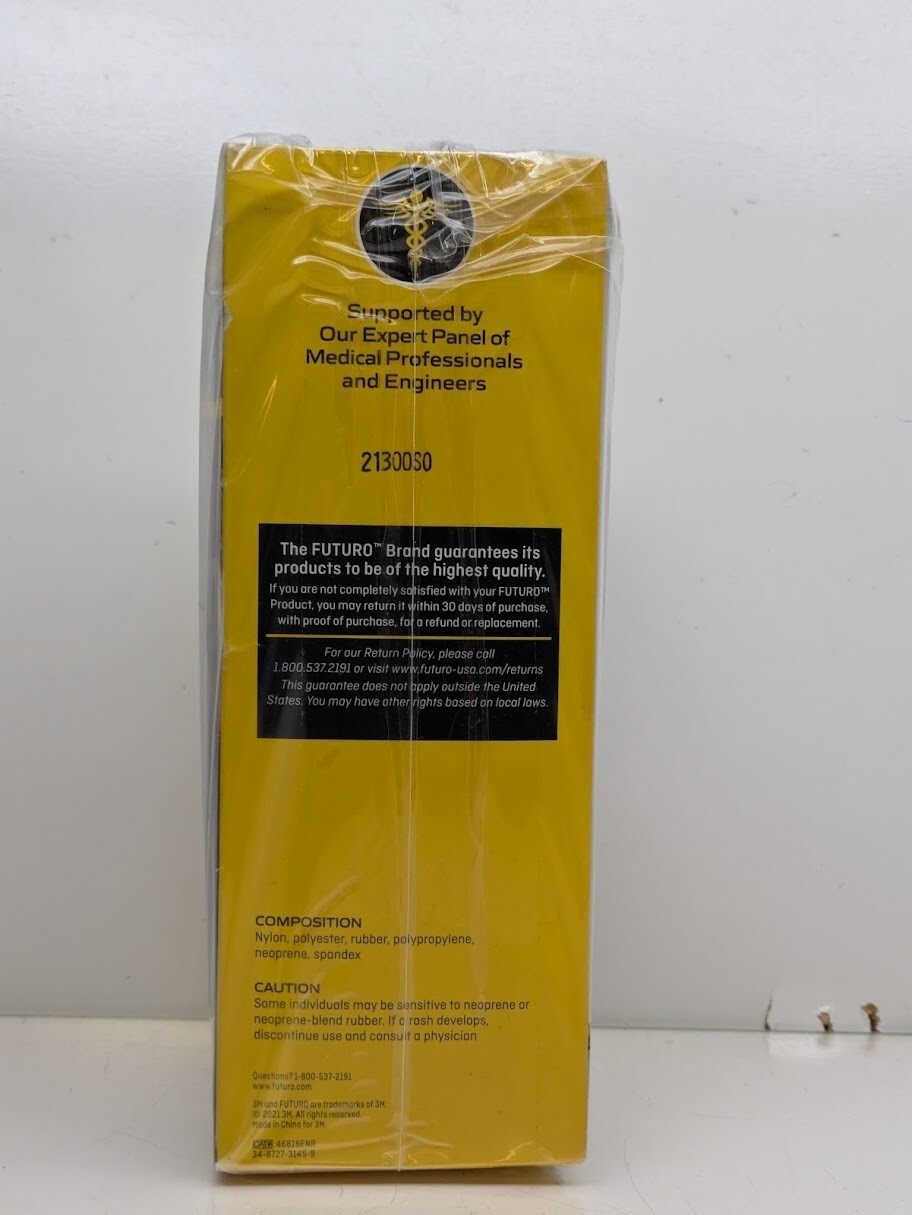 Supported by
Our Expert Panel of
Medical Professionals
and Engineers
21300S0
The FUTURO™ Brand guarantees its
products to be of the highest quality.
If you are not completely satisfied with your FUTURO™
Product, you may return it within 30 days of purchase,
with proof of purchase, for a refund or replacement.
For our Return Policy, please call
1.800.537.2191 or visit www.futuro-usa.com/returns
This guarantee does not apply outside the United
States. You may have other rights based on local laws.
COMPOSITION
Nylon, polyester, rubber, polypropylene,
neoprene, spandex
CAUTION
Some individuals may be sensitive to neoprene or
neoprene-blend rubber. If a rash develops,
discontinue use and consult a physician
Questions? 1-800-537-2191
www.futuro.com
3M and FUTURO are trademarks of 3M.
© 2021 3M. All rights reserved.
Made in China for 3M.
46819ENR
34-8727-3145-9